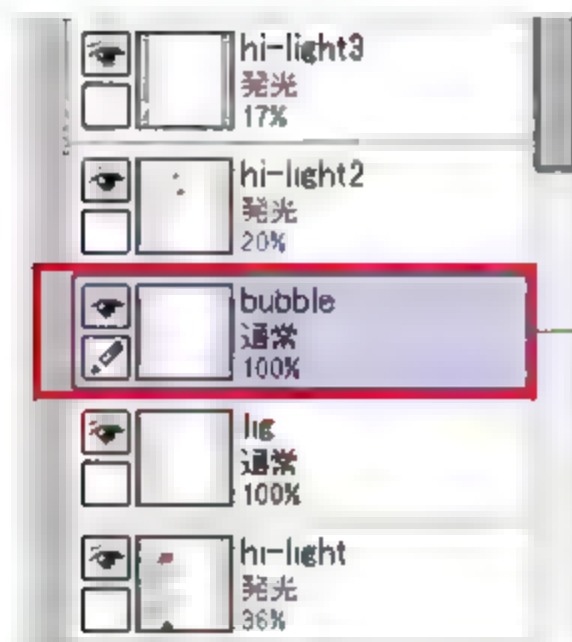 hi-light3
発光
17%
hi-light2
発光
20%
bubble
通常
100%
lig
通常
100%
hi-light
発光
36%